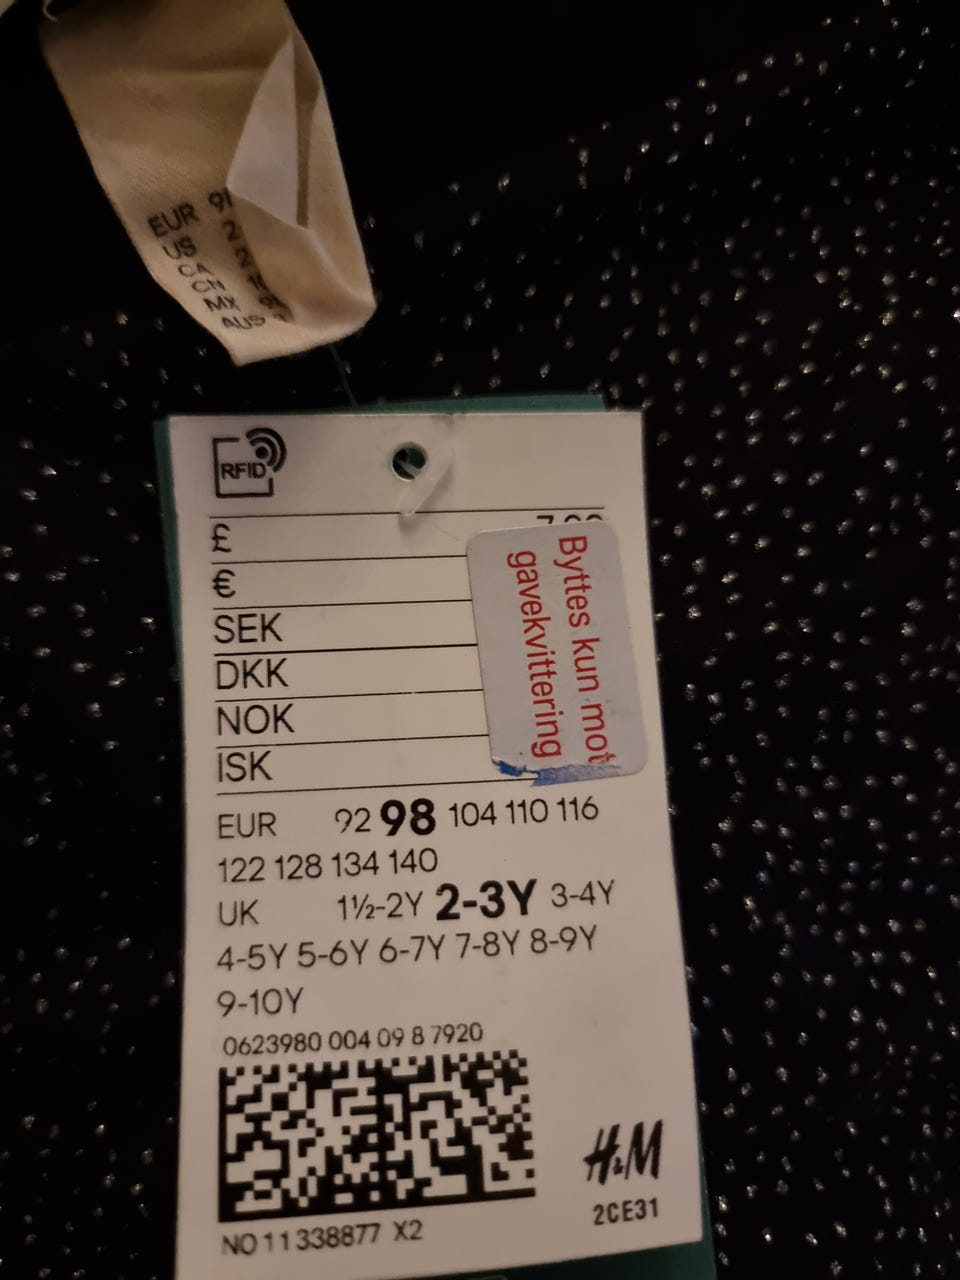 EUR
US
CA
CN
MX
AUS
RFID
£
€
SEK
DKK
NOK
ISK
Byttes kun mot
gavekvittering
EUR 92 98 104 110 116
122 128 134 140
UK 1½-2Y 2-3Y 3-4Y
4-5Y 5-6Y 6-7Y 7-8Y 8-9Y
9-10Y
0623980 004 09 8 7920
H&M
2CE31
NO 11338877 X2